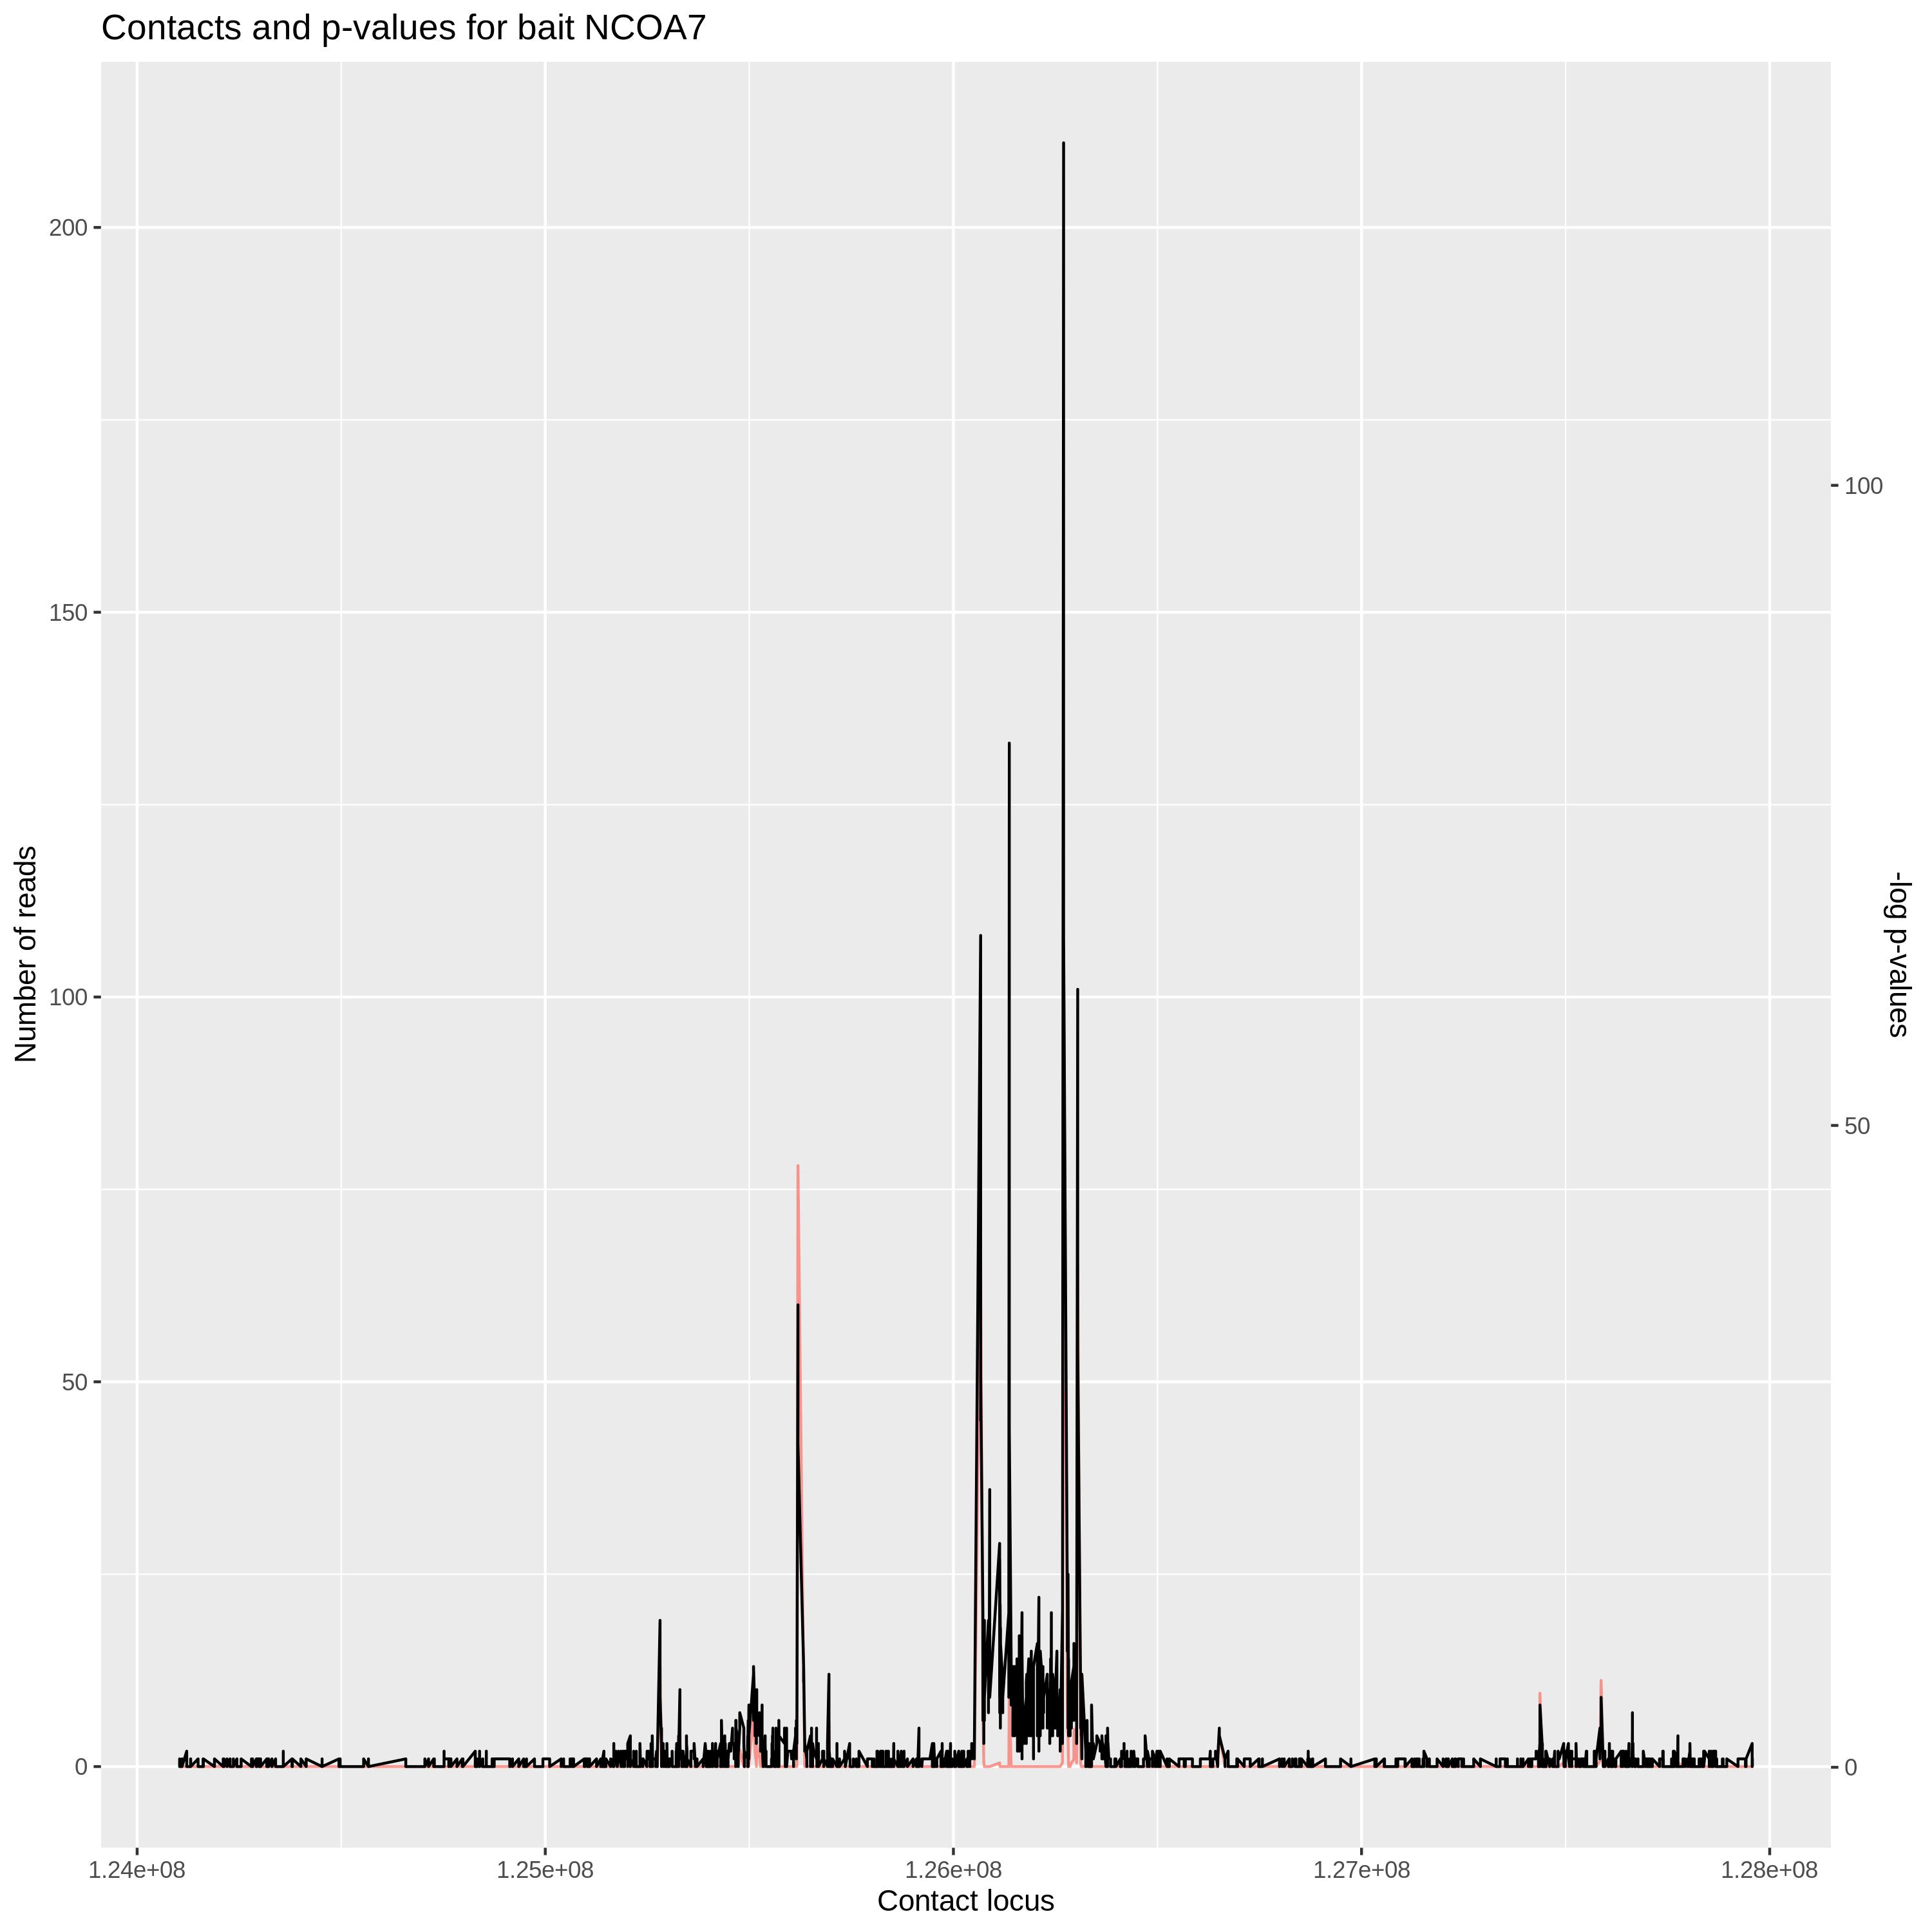 Contacts and p-values for bait NCOA7
200
150
100
50
0
Number of reads
100
50
0
-log p-values
1.24e+08
1.25e+08
1.26e+08
1.27e+08
1.28e+08
Contact locus